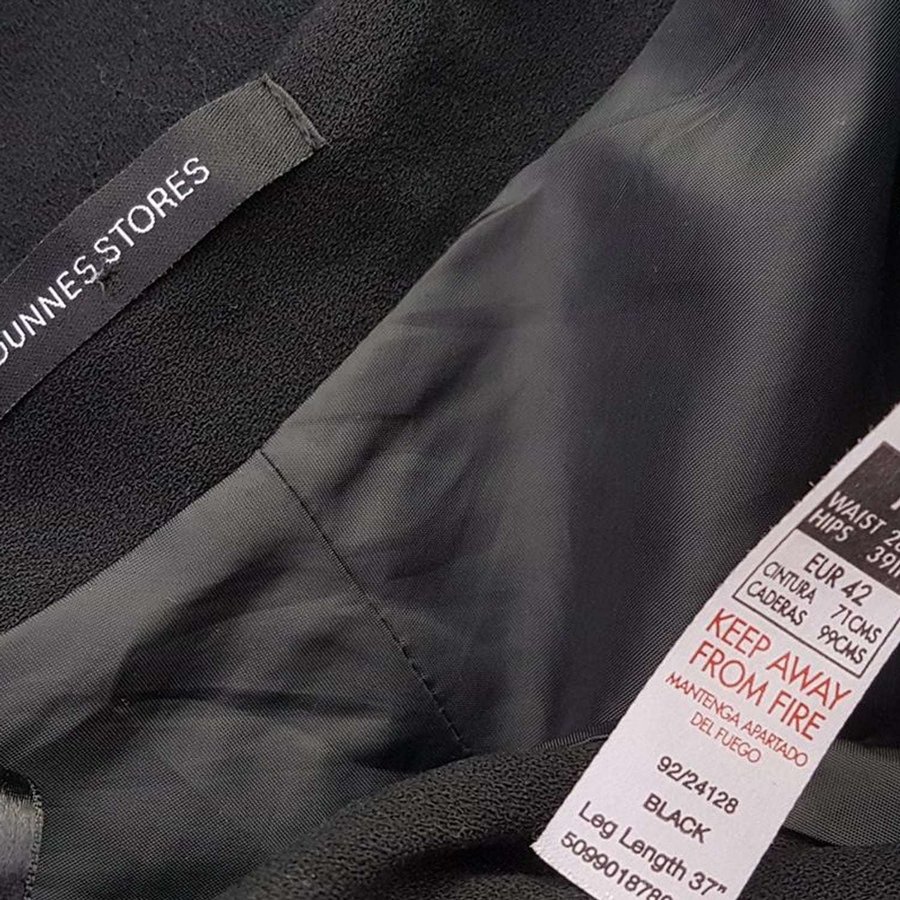 DUNNES STORES
WAIST
HIPS
EUR 42
CINTURA 71CMS
CADERAS 99CMS
KEEP AWAY
FROM FIRE
MANTENGA APARTADO
DEL FUEGO
92/24128
BLACK
Leg Length 37"